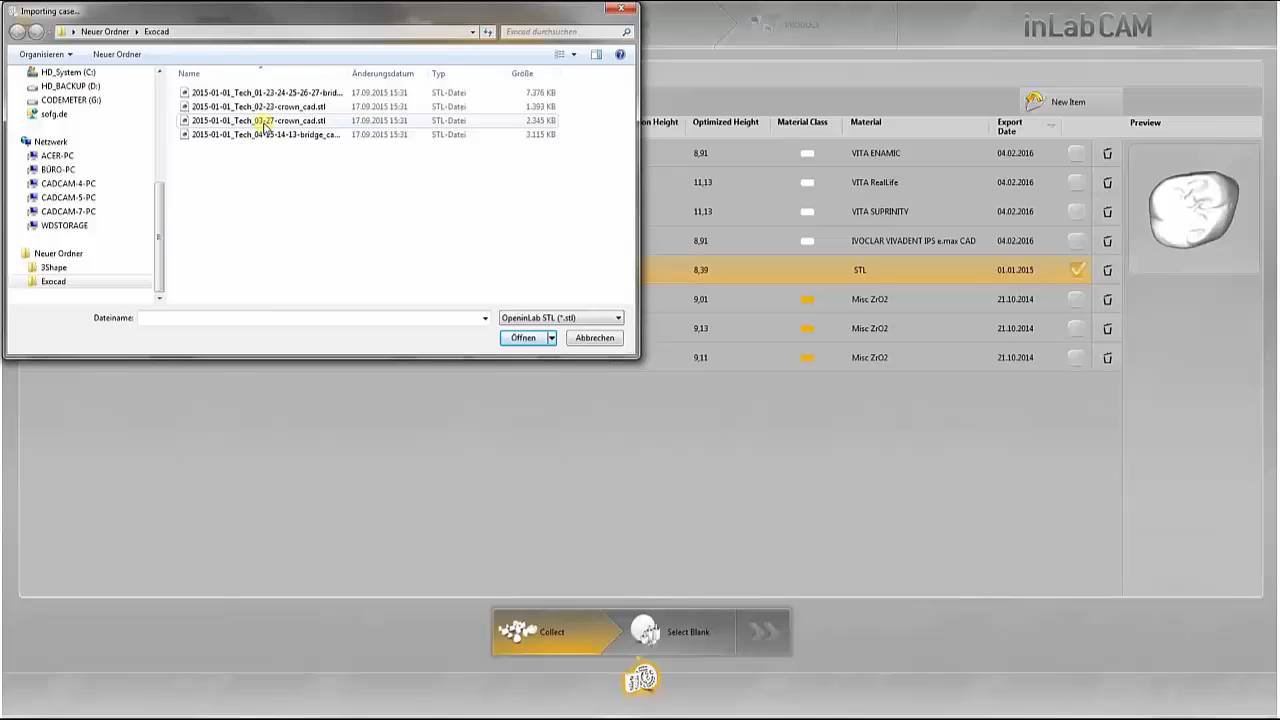 Importing case...
PRODUCE
inLab CAM
Neuer Ordner Exocad
Exocad durchsuchen
Organisieren Neuer Ordner
Name Änderungsdatum Typ Größe
HD_System (C:)
HD_BACKUP (D:)
CODEMETER (G:)
sofg.de
Netzwerk
ACER-PC
BÜRO-PC
CADCAM-4-PC
CADCAM-5-PC
CADCAM-7-PC
WDSTORAGE
Neuer Ordner
3Shape
Exocad
2015-01-01_Tech_01-23-24-25-26-27-brid... 17.09.2015 15:31 STL-Datei 7.376 KB
2015-01-01_Tech_02-23-crown_cad.stl 17.09.2015 15:31 STL-Datei 1.393 KB
2015-01-01_Tech_03-27-crown_cad.stl 17.09.2015 15:31 STL-Datei 2.345 KB
2015-01-01_Tech_04-15-14-13-bridge_ca... 17.09.2015 15:31 STL-Datei 3.115 KB
Dateiname: OpeninLab STL (*.stl)
Öffnen Abbrechen
New Item
Height Optimized Height Material Class Material Export Date Preview
8,91 VITA ENAMIC 04.02.2016
11,13 VITA RealLife 04.02.2016
11,13 VITA SUPRINITY 04.02.2016
8,91 IVOCLAR VIVADENT IPS e.max CAD 04.02.2016
8,39 STL 01.01.2015
9,01 Misc ZrO2 21.10.2014
9,13 Misc ZrO2 21.10.2014
9,11 Misc ZrO2 21.10.2014
Collect Select Blank